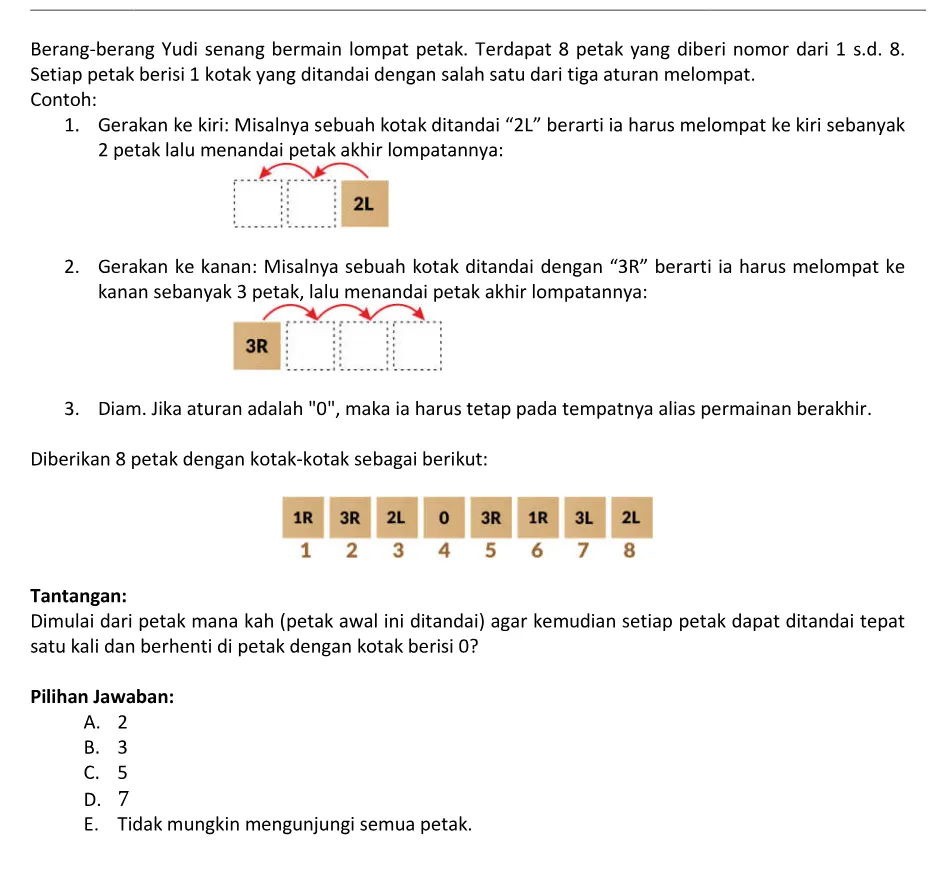 Berang-berang Yudi senang bermain lompat petak. Terdapat 8 petak yang diberi nomor dari 1 s.d. 8.
Setiap petak berisi 1 kotak yang ditandai dengan salah satu dari tiga aturan melompat.
Contoh:
1. Gerakan ke kiri: Misalnya sebuah kotak ditandai “2L” berarti ia harus melompat ke kiri sebanyak
2 petak lalu menandai petak akhir lompatannya:
2L
2. Gerakan ke kanan: Misalnya sebuah kotak ditandai dengan “3R” berarti ia harus melompat ke
kanan sebanyak 3 petak, lalu menandai petak akhir lompatannya:
3R
3. Diam. Jika aturan adalah "0", maka ia harus tetap pada tempatnya alias permainan berakhir.
Diberikan 8 petak dengan kotak-kotak sebagai berikut:
1R 3R 2L 0 3R 1R 3L 2L
1 2 3 4 5 6 7 8
Tantangan:
Dimulai dari petak mana kah (petak awal ini ditandai) agar kemudian setiap petak dapat ditandai tepat
satu kali dan berhenti di petak dengan kotak berisi 0?
Pilihan Jawaban:
A. 2
B. 3
C. 5
D. 7
E. Tidak mungkin mengunjungi semua petak.